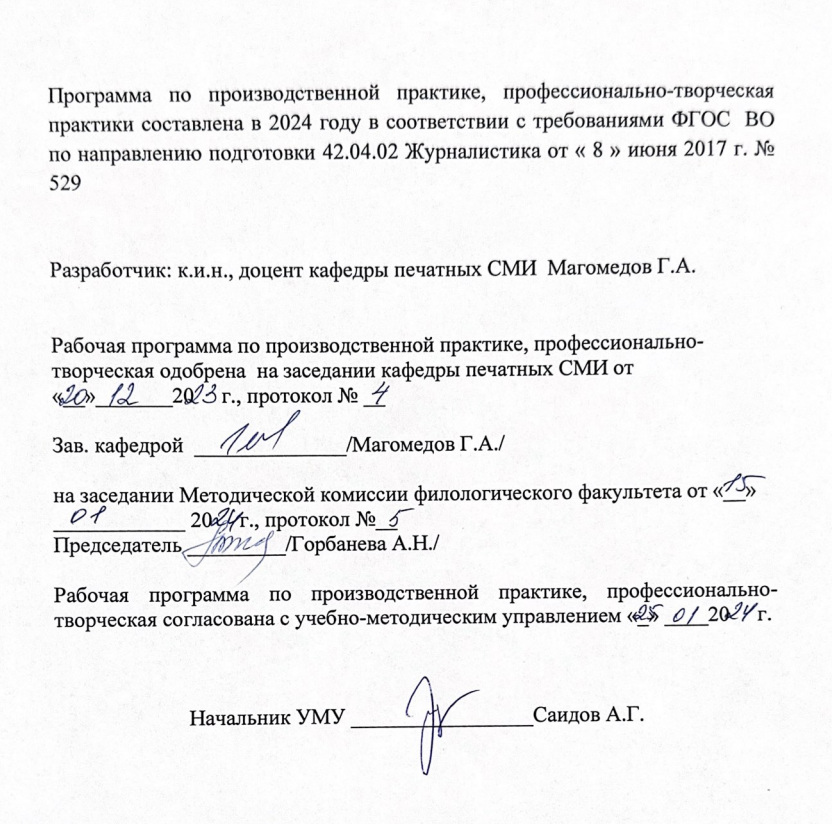 Программа по производственной практике, профессионально-творческая
практики составлена в 2024 году в соответствии с требованиями ФГОС ВО
по направлению подготовки 42.04.02 Журналистика от « 8 » июня 2017 г. №
529
Разработчик: к.и.н., доцент кафедры печатных СМИ Магомедов Г.А.
Рабочая программа по производственной практике, профессионально-
творческая одобрена на заседании кафедры печатных СМИ от
«20» 12 2023 г., протокол № 4
Зав. кафедрой ______________/Магомедов Г.А./
на заседании Методической комиссии филологического факультета от «15»
01 2024г., протокол № 5
Председатель_________/Горбанева А.Н./
Рабочая программа по производственной практике, профессионально-
творческая согласована с учебно-методическим управлением «25» 01 2024 г.
Начальник УМУ _________________Саидов А.Г.